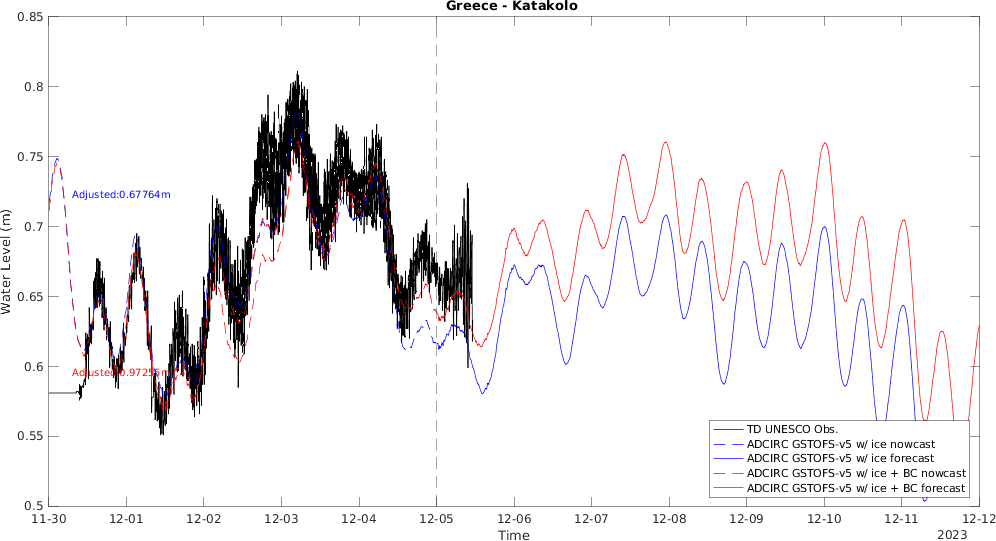 Greece - Katakolo
0.85
0.8
0.75
0.7
0.65
0.6
0.55
0.5
Water Level (m)
Adjusted:0.67764m
Adjusted:0.97255m
TD UNESCO Obs.
ADCIRC GSTOFS-v5 w/ ice nowcast
ADCIRC GSTOFS-v5 w/ ice forecast
ADCIRC GSTOFS-v5 w/ ice + BC nowcast
ADCIRC GSTOFS-v5 w/ ice + BC forecast
11-30 12-01 12-02 12-03 12-04 12-05 12-06 12-07 12-08 12-09 12-10 12-11 12-12
Time
2023